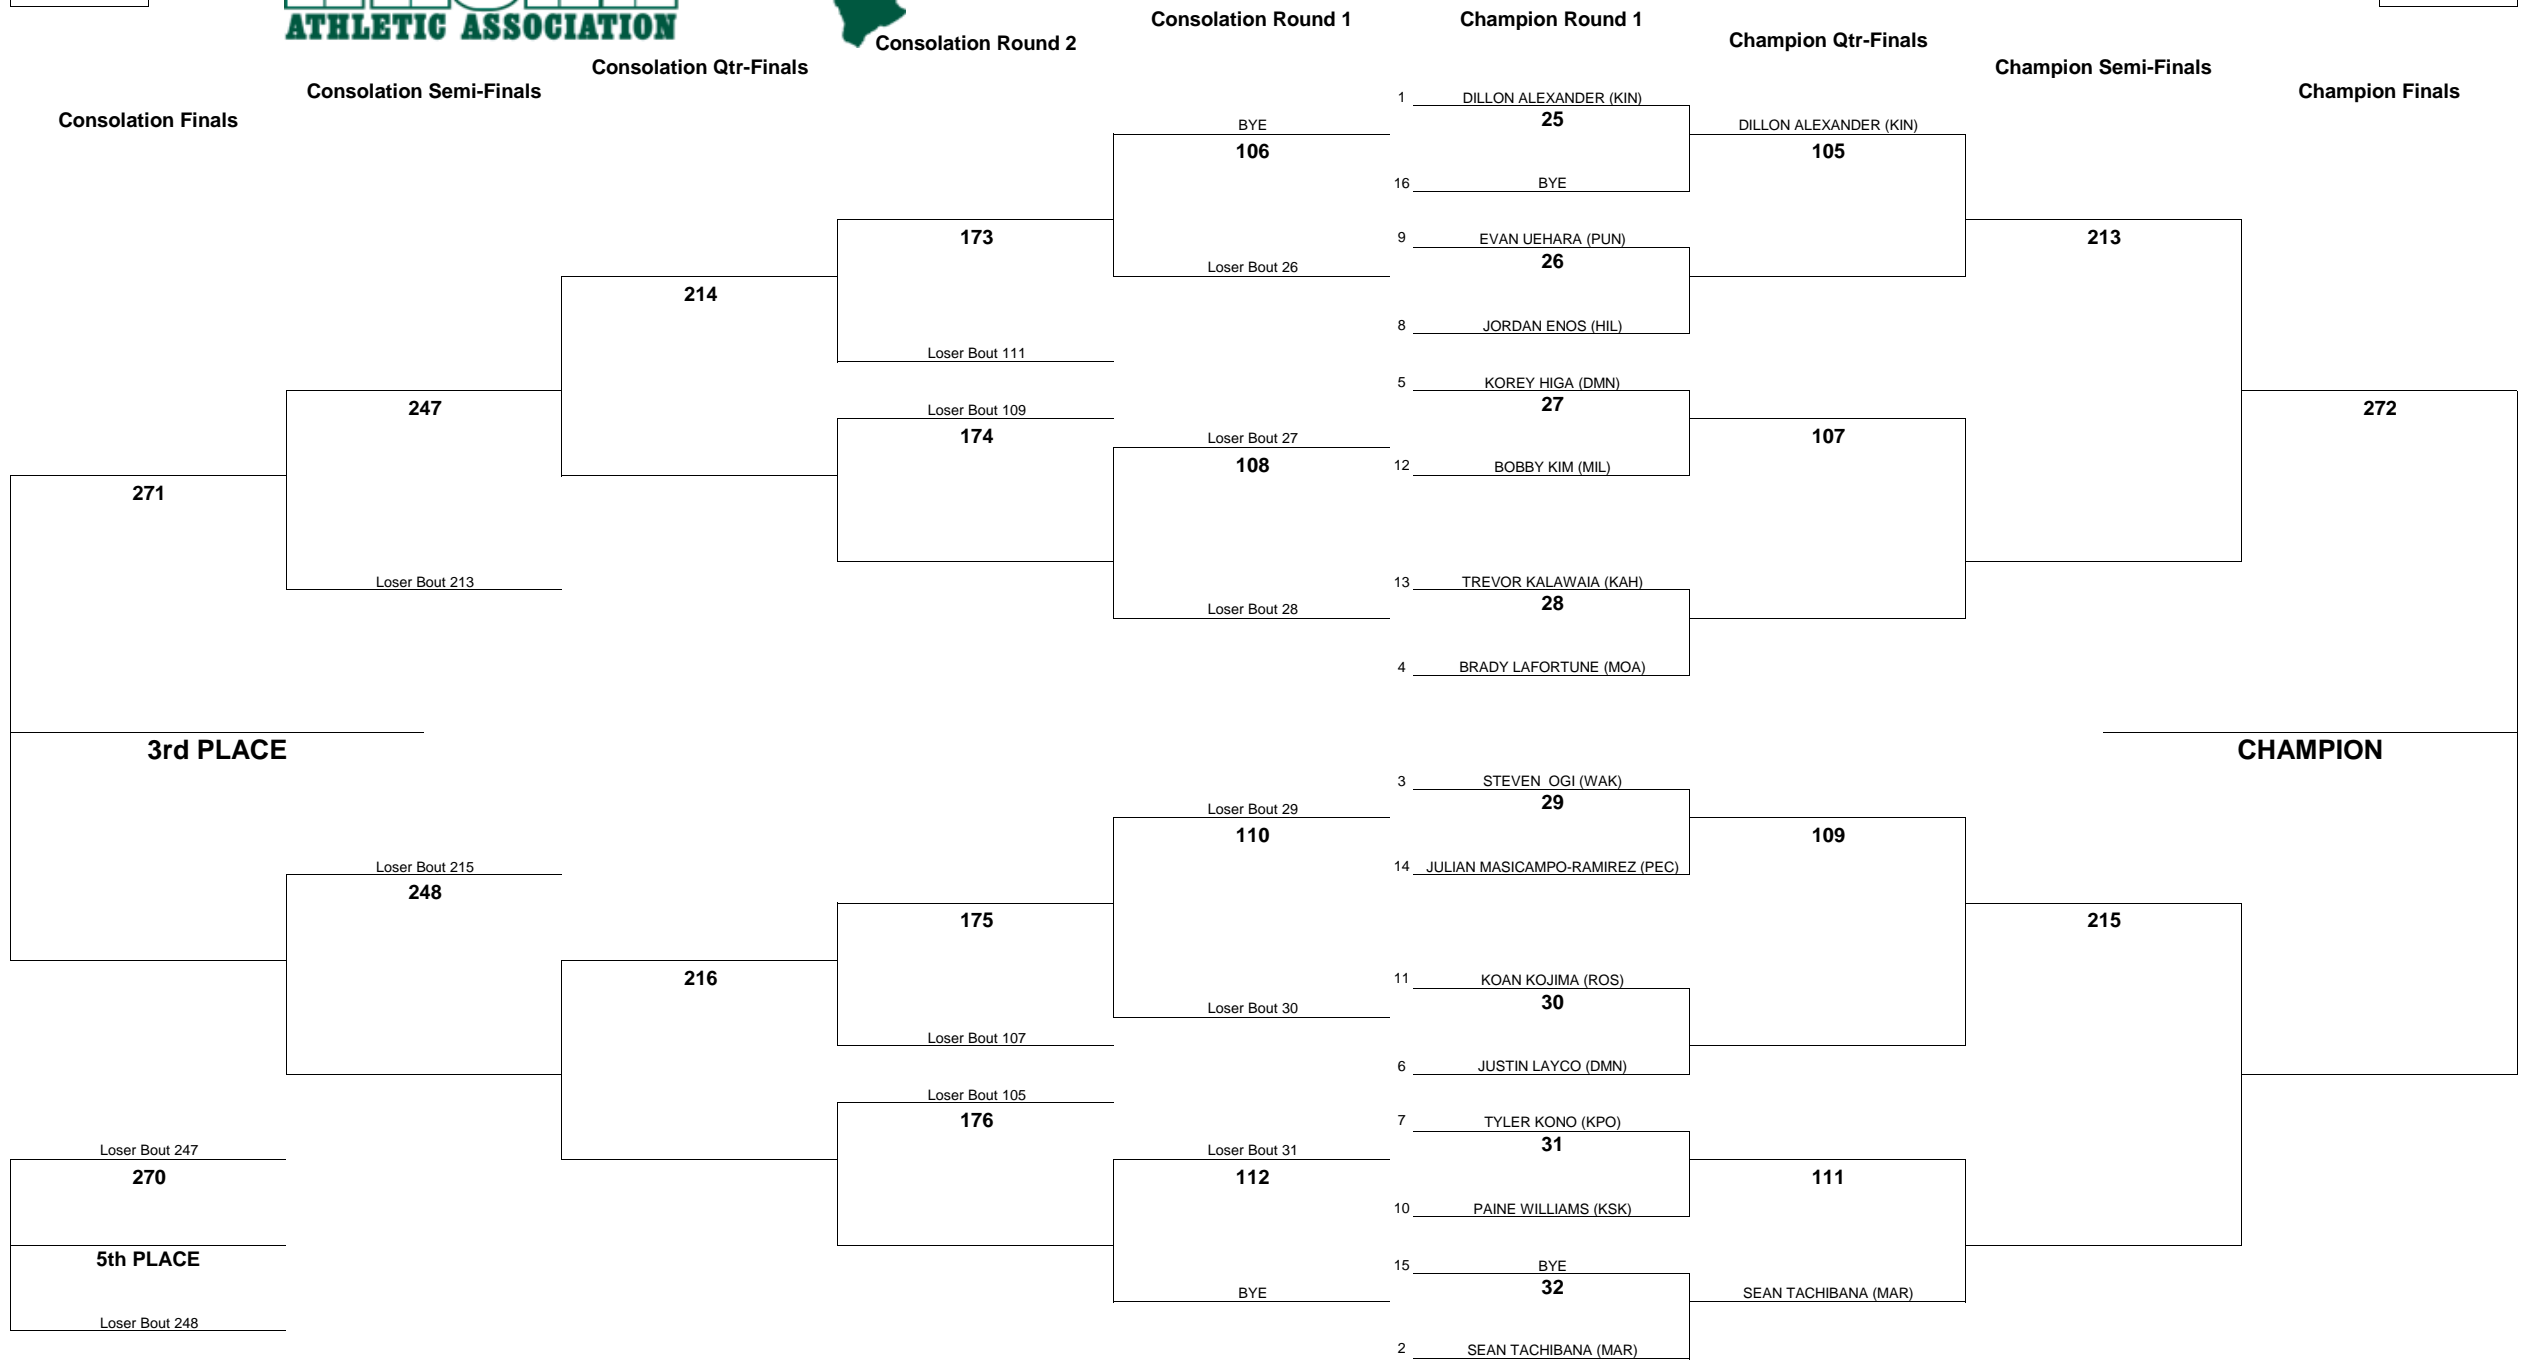 ATHLETIC ASSOCIATION
Consolation Round 1
Champion Round 1
Consolation Round 2
Champion Qtr-Finals
Consolation Qtr-Finals
Champion Semi-Finals
Consolation Semi-Finals
Champion Finals
Consolation Finals
1 DILLON ALEXANDER (KIN)
25
BYE
DILLON ALEXANDER (KIN)
106
105
16 BYE
173
9 EVAN UEHARA (PUN)
213
26
Loser Bout 26
214
8 JORDAN ENOS (HIL)
Loser Bout 111
5 KOREY HIGA (DMN)
27
247
Loser Bout 109
272
174
Loser Bout 27
107
108
12 BOBBY KIM (MIL)
271
Loser Bout 213
13 TREVOR KALAWAIA (KAH)
28
Loser Bout 28
4 BRADY LAFORTUNE (MOA)
3rd PLACE
CHAMPION
3 STEVEN  OGI (WAK)
29
Loser Bout 29
110
109
Loser Bout 215
14 JULIAN MASICAMPO-RAMIREZ (PEC)
248
175
215
216
11 KOAN KOJIMA (ROS)
30
Loser Bout 30
Loser Bout 107
6 JUSTIN LAYCO (DMN)
Loser Bout 105
176
7 TYLER KONO (KPO)
31
Loser Bout 247
Loser Bout 31
270
112
111
10 PAINE WILLIAMS (KSK)
5th PLACE
15 BYE
32
BYE
SEAN TACHIBANA (MAR)
Loser Bout 248
2 SEAN TACHIBANA (MAR)